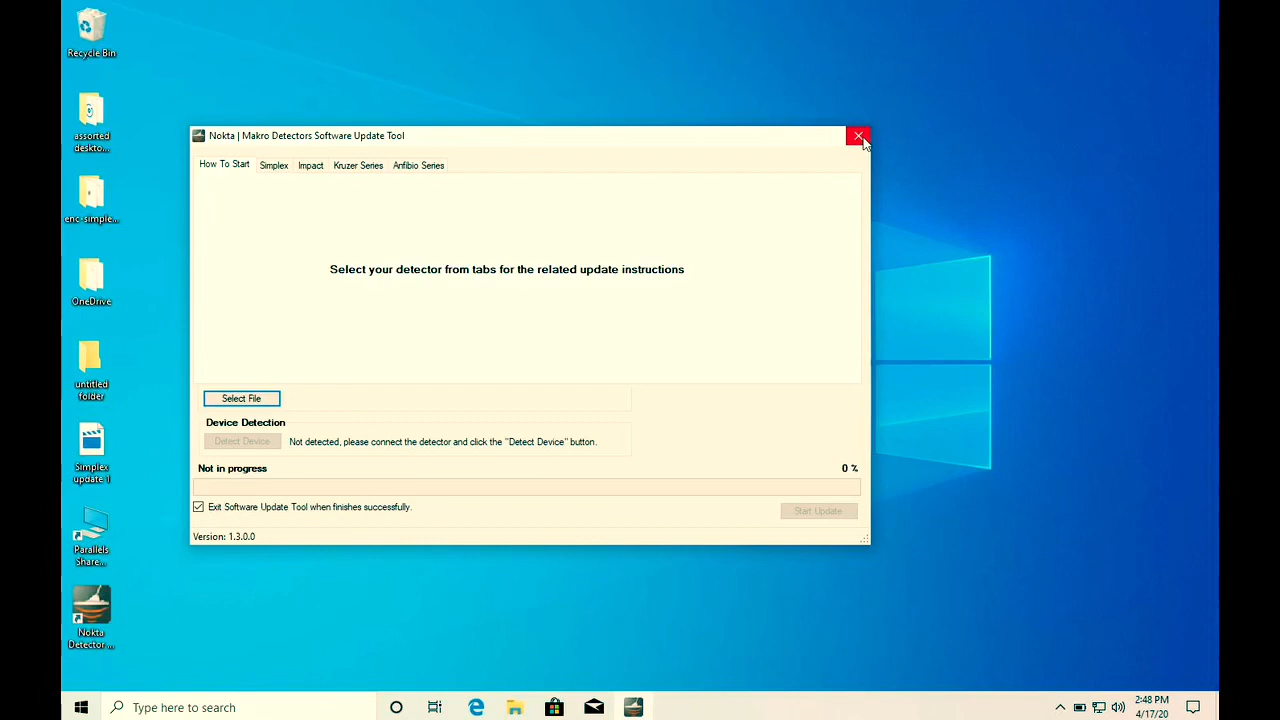 Recycle Bin
assorted
deskto...
enc-simple...
OneDrive
untitled
folder
Simplex
update 1
Parallels
Share...
Nokta
Detector ...
Nokta | Makro Detectors Software Update Tool
How To Start
Simplex
Impact
Kruzer Series
Anfibio Series
Select your detector from tabs for the related update instructions
Select File
Device Detection
Detect Device
Not detected, please connect the detector and click the "Detect Device" button.
Not in progress
0 %
Exit Software Update Tool when finishes successfully.
Start Update
Version: 1.3.0.0
Type here to search
2:48 PM
4/17/20